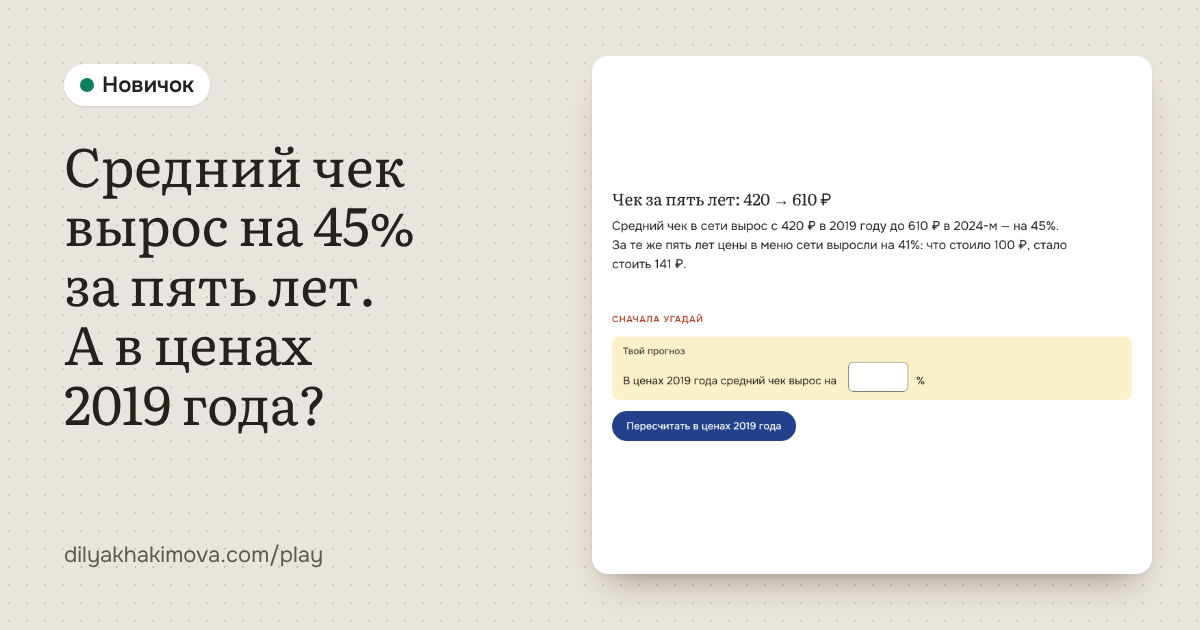 Новичок
Средний чек
вырос на 45%
за пять лет.
А в ценах
2019 года?
dilyakhakimova.com/play
Чек за пять лет: 420 → 610 ₽
Средний чек в сети вырос с 420 ₽ в 2019 году до 610 ₽ в 2024-м — на 45%.
За те же пять лет цены в меню сети выросли на 41%: что стоило 100 ₽, стало
стоить 141 ₽.
СНАЧАЛА УГАДАЙ
Твой прогноз
В ценах 2019 года средний чек вырос на %
Пересчитать в ценах 2019 года